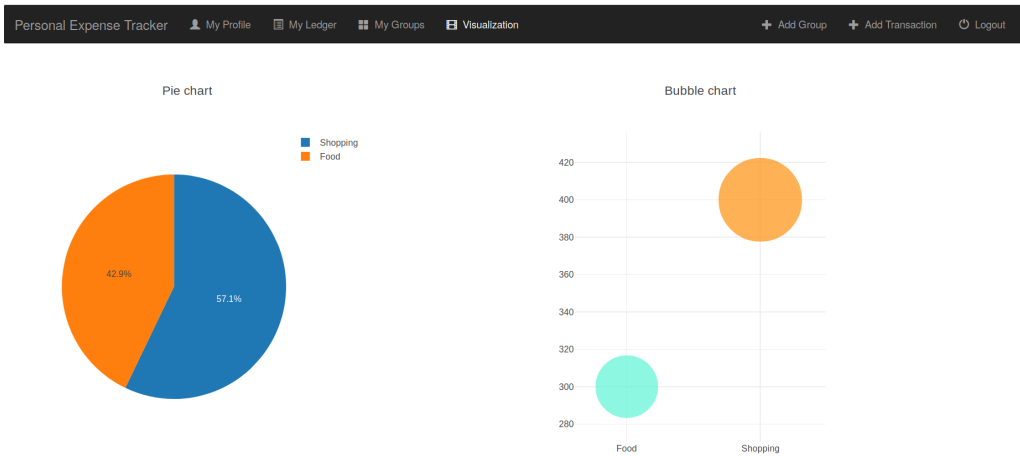 Personal Expense Tracker My Profile My Ledger My Groups Visualization Add Group Add Transaction Logout
Pie chart
Shopping
Food
42.9%
57.1%
Bubble chart
420
400
380
360
340
320
300
280
Food Shopping